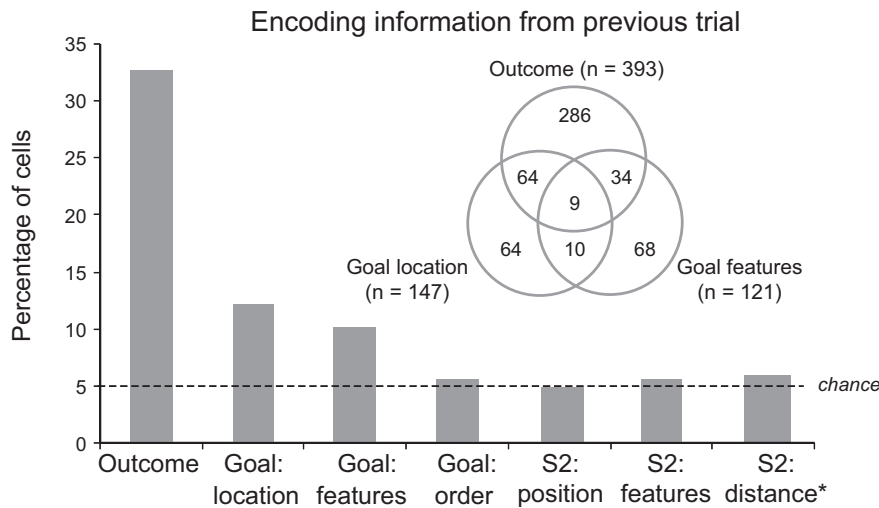 Encoding information from previous trial
Percentage of cells
35
30
25
20
15
10
5
0
Outcome (n = 393)
286
64
34
9
64
10
68
Goal location
(n = 147)
Goal features
(n = 121)
chance
Outcome
Goal:
location
Goal:
features
Goal:
order
S2:
position
S2:
features
S2:
distance*